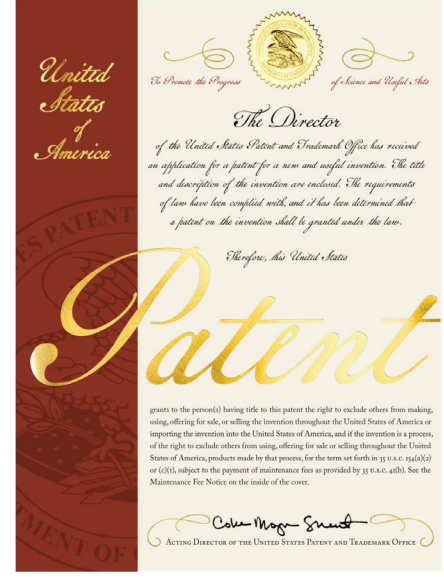 United
States
of
America
To Promote the Progress
of Science and Useful Arts
The Director
of the United States Patent and Trademark Office has received
an application for a patent for a new and useful invention. The title
and description of the invention are enclosed. The requirements
of law have been complied with, and it has been determined that
a patent on the invention shall be granted under the law.
Therefore, this United States
Patent
grants to the person(s) having title to this patent the right to exclude others from making,
using, offering for sale, or selling the invention throughout the United States of America or
importing the invention into the United States of America, and if the invention is a process,
of the right to exclude others from using, offering for sale or selling throughout the United
States of America, products made by that process, for the term set forth in 35 U.S.C. 154(a)(2)
or (c)(1), subject to the payment of maintenance fees as provided by 35 U.S.C. 41(b). See the
Maintenance Fee Notice on the inside of the cover.
ACTING DIRECTOR OF THE UNITED STATES PATENT AND TRADEMARK OFFICE
ES PATENT
TMENT OF